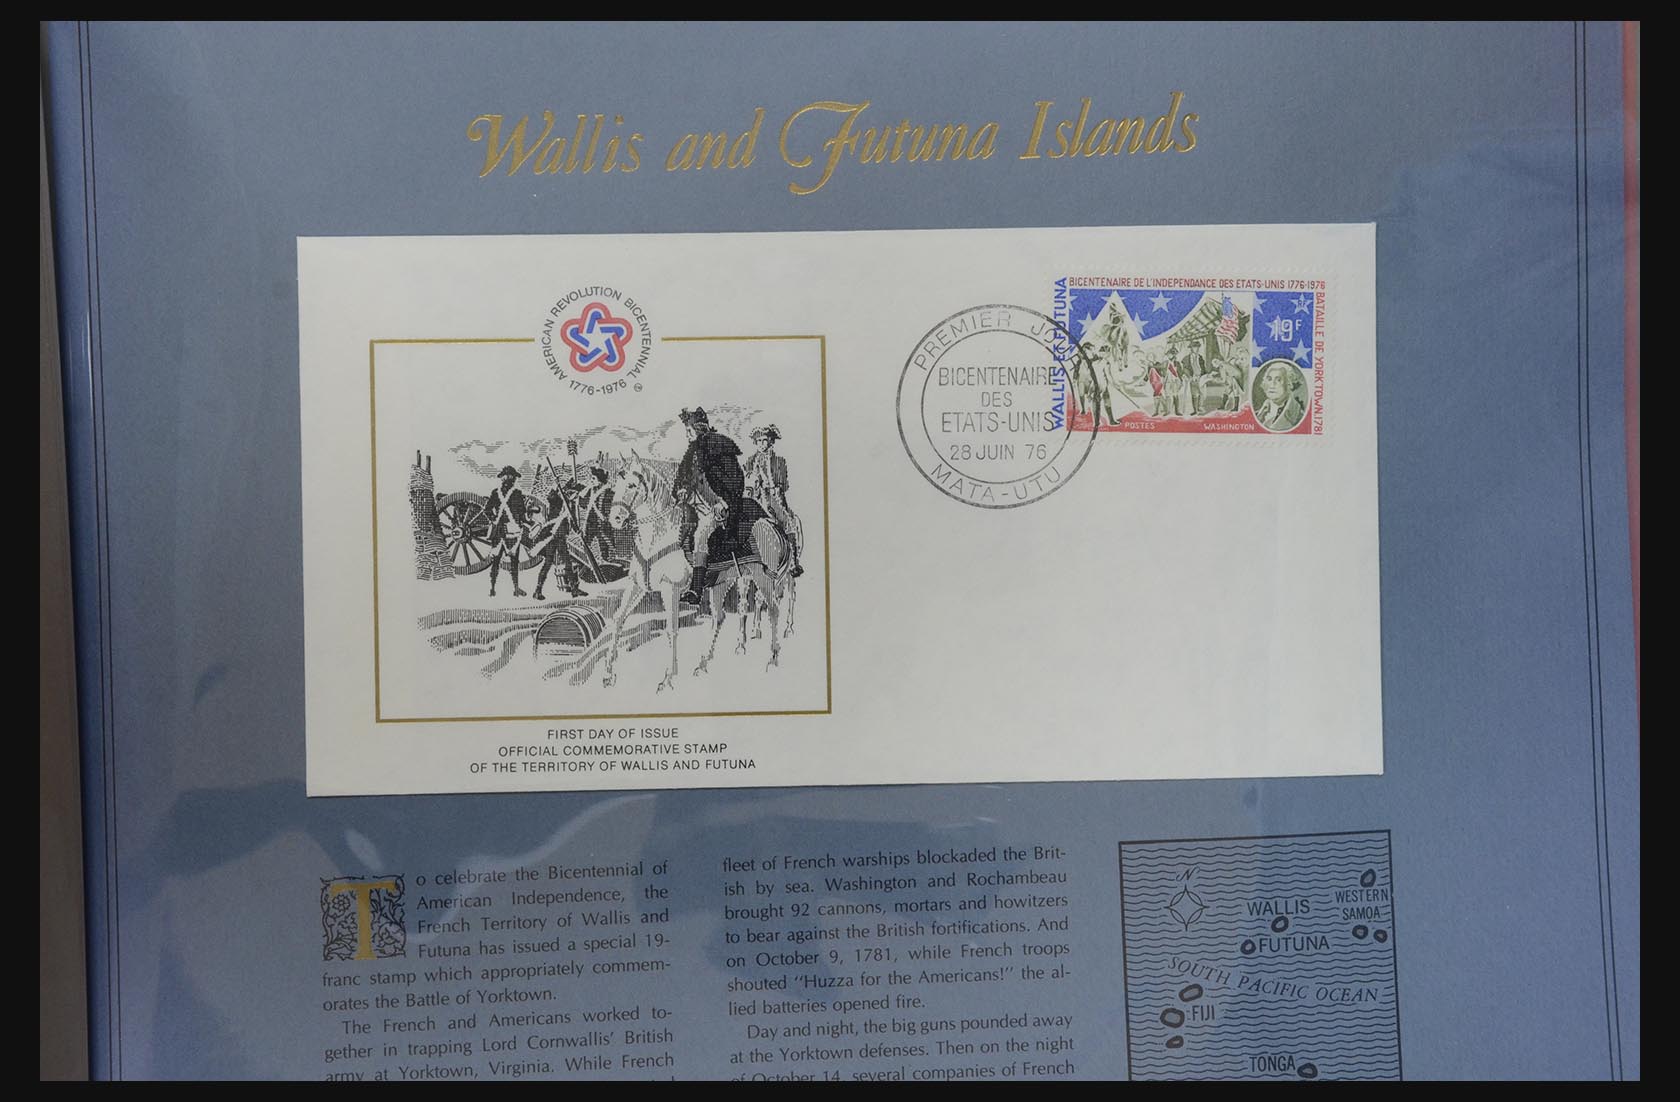 Wallis and Futuna Islands
AMERICAN REVOLUTION BICENTENNIAL
1776-1976
FIRST DAY OF ISSUE
OFFICIAL COMMEMORATIVE STAMP
OF THE TERRITORY OF WALLIS AND FUTUNA
PREMIER JOUR
BICENTENAIRE
DES
ETATS-UNIS
28 JUIN 76
MATA-UTU
BICENTENAIRE DE L'INDEPENDANCE DES ETATS-UNIS 1776-1976
WALLIS ET FUTUNA
19F
BATAILLE DE YORKTOWN 1781
POSTES WASHINGTON
To celebrate the Bicentennial of
American Independence, the
French Territory of Wallis and
Futuna has issued a special 19-
franc stamp which appropriately commem-
orates the Battle of Yorktown.
The French and Americans worked to-
gether in trapping Lord Cornwallis' British
army at Yorktown, Virginia. While French
fleet of French warships blockaded the Brit-
ish by sea. Washington and Rochambeau
brought 92 cannons, mortars and howitzers
to bear against the British fortifications. And
on October 9, 1781, while French troops
shouted "Huzza for the Americans!" the al-
lied batteries opened fire.
Day and night, the big guns pounded away
at the Yorktown defenses. Then on the night
of October 14, several companies of French
N
WESTERN
SAMOA
WALLIS
FUTUNA
SOUTH PACIFIC OCEAN
FIJI
TONGA